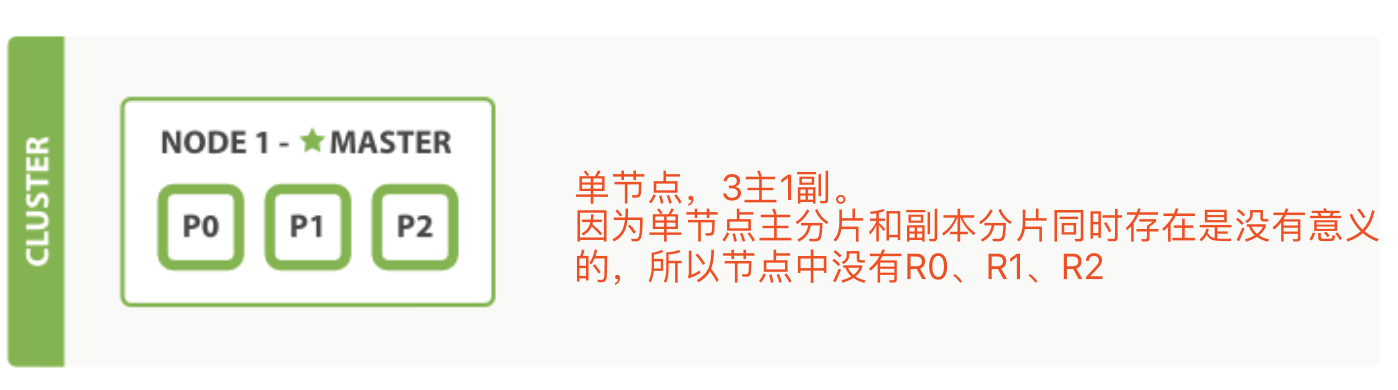 CLUSTER
NODE 1 - ★ MASTER
P0 P1 P2
单节点，3主1副。
因为单节点主分片和副本分片同时存在是没有意义
的，所以节点中没有R0、R1、R2